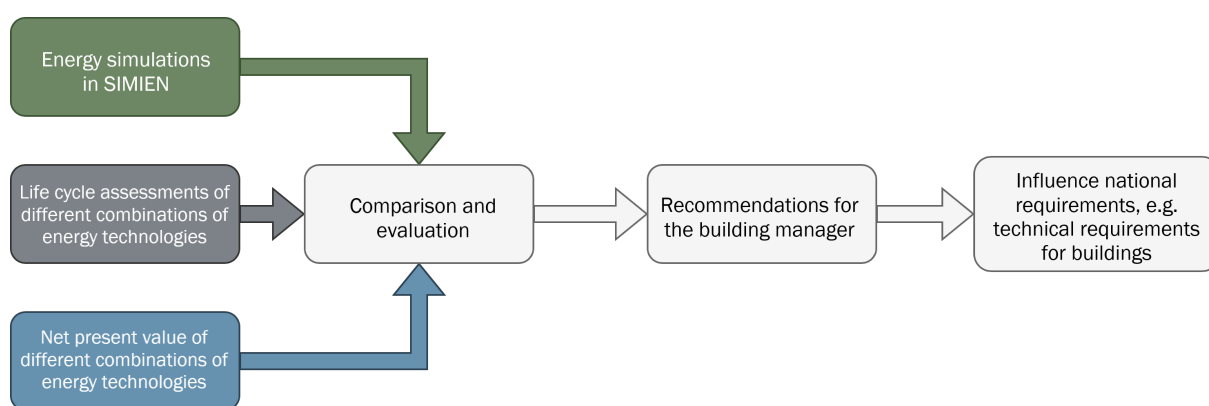 Energy simulations
in SIMIEN
Life cycle assessments of
different combinations of
energy technologies
Net present value of
different combinations of
energy technologies
Comparison and
evaluation
Recommendations for
the building manager
Influence national
requirements, e.g.
technical requirements
for buildings